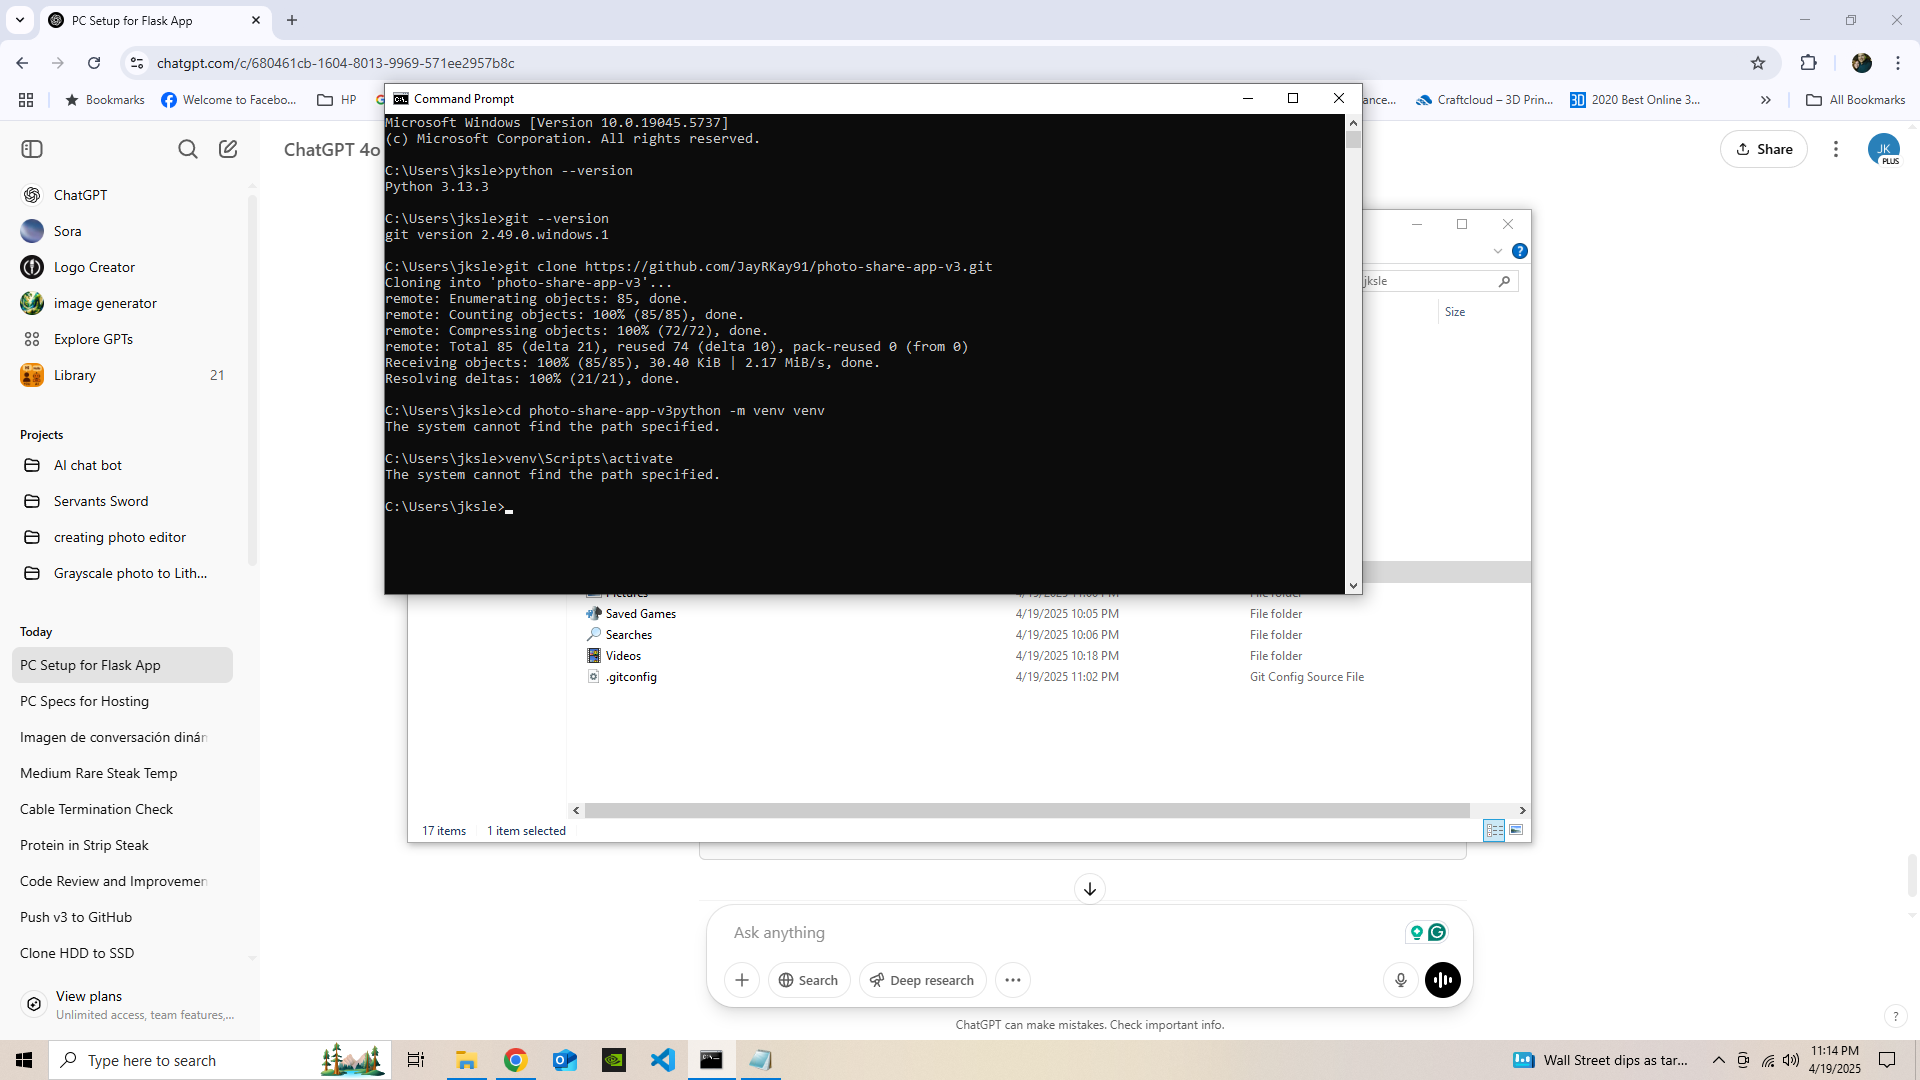 PC Setup for Flask App
chatgpt.com/c/680461cb-1604-8013-9969-571ee2957b8c
Bookmarks
Welcome to Facebo...
HP
ance...
Craftcloud – 3D Prin...
3D
2020 Best Online 3...
All Bookmarks
ChatGPT 4o
Share
JK
PLUS
ChatGPT
Sora
Logo Creator
image generator
Explore GPTs
Library
21
Projects
AI chat bot
Servants Sword
creating photo editor
Grayscale photo to Lith...
Today
PC Setup for Flask App
PC Specs for Hosting
Imagen de conversación dinán
Medium Rare Steak Temp
Cable Termination Check
Protein in Strip Steak
Code Review and Improvemen
Push v3 to GitHub
Clone HDD to SSD
View plans
Unlimited access, team features,...
Command Prompt
Microsoft Windows [Version 10.0.19045.5737]
(c) Microsoft Corporation. All rights reserved.
C:\Users\jksle>python --version
Python 3.13.3
C:\Users\jksle>git --version
git version 2.49.0.windows.1
C:\Users\jksle>git clone https://github.com/JayRKay91/photo-share-app-v3.git
Cloning into 'photo-share-app-v3'...
remote: Enumerating objects: 85, done.
remote: Counting objects: 100% (85/85), done.
remote: Compressing objects: 100% (72/72), done.
remote: Total 85 (delta 21), reused 74 (delta 10), pack-reused 0 (from 0)
Receiving objects: 100% (85/85), 30.40 KiB | 2.17 MiB/s, done.
Resolving deltas: 100% (21/21), done.
C:\Users\jksle>cd photo-share-app-v3python -m venv venv
The system cannot find the path specified.
C:\Users\jksle>venv\Scripts\activate
The system cannot find the path specified.
C:\Users\jksle>
jksle
Size
Pictures
File folder
Saved Games 4/19/2025 10:05 PM File folder
Searches 4/19/2025 10:06 PM File folder
Videos 4/19/2025 10:18 PM File folder
.gitconfig 4/19/2025 11:02 PM Git Config Source File
17 items 1 item selected
Ask anything
Search
Deep research
ChatGPT can make mistakes. Check important info.
?
Type here to search
Wall Street dips as tar...
11:14 PM
4/19/2025